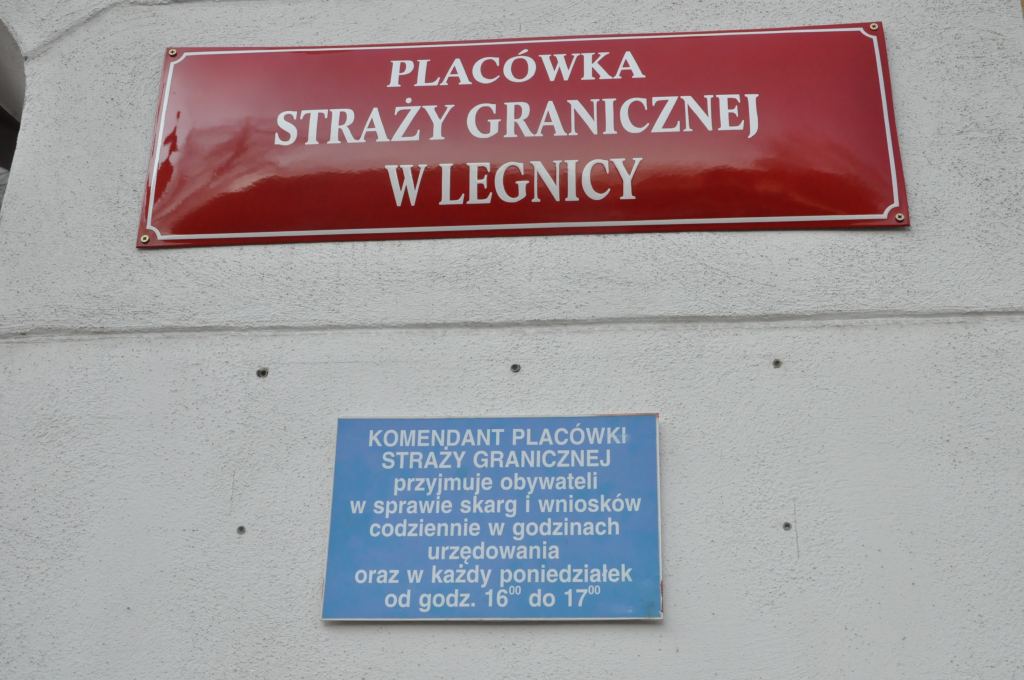 PLACÓWKA
STRAŻY GRANICZNEJ
W LEGNICY
KOMENDANT PLACÓWKI
STRAŻY GRANICZNEJ
przyjmuje obywateli
w sprawie skarg i wniosków
codziennie w godzinach
urzędowania
oraz w każdy poniedziałek
od godz. 16⁰⁰ do 17⁰⁰